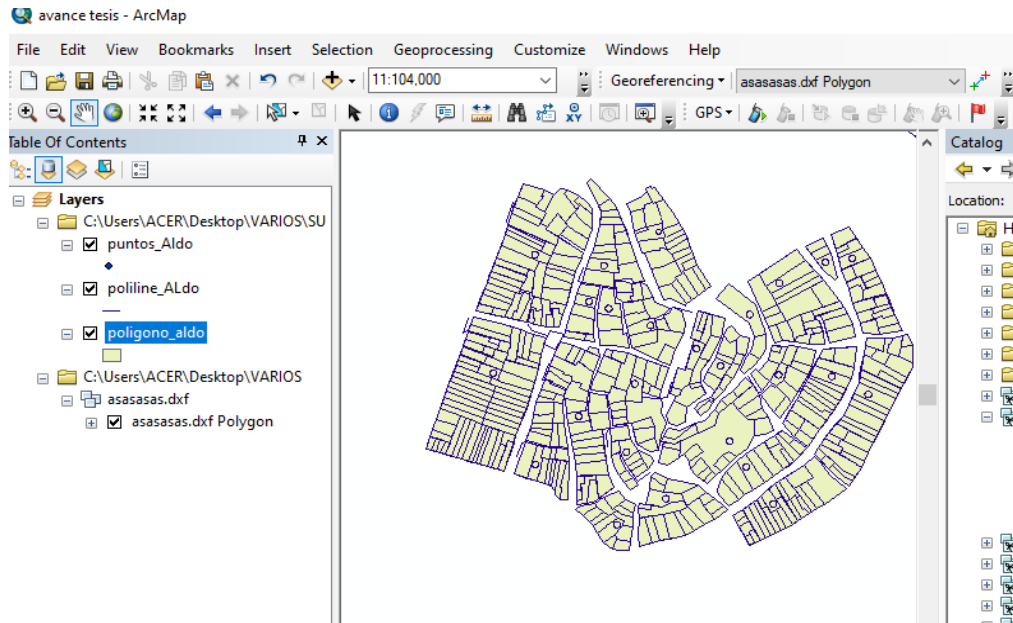 avance tesis - ArcMap
File Edit View Bookmarks Insert Selection Geoprocessing Customize Windows Help
11:104,000 Georeferencing asasasas.dxf Polygon
GPS
Table Of Contents
Catalog
Location:
Layers
H
C:\Users\ACER\Desktop\VARIOS\SU
puntos_Aldo
poliline_ALdo
poligono_aldo
C:\Users\ACER\Desktop\VARIOS
asasasas.dxf
asasasas.dxf Polygon